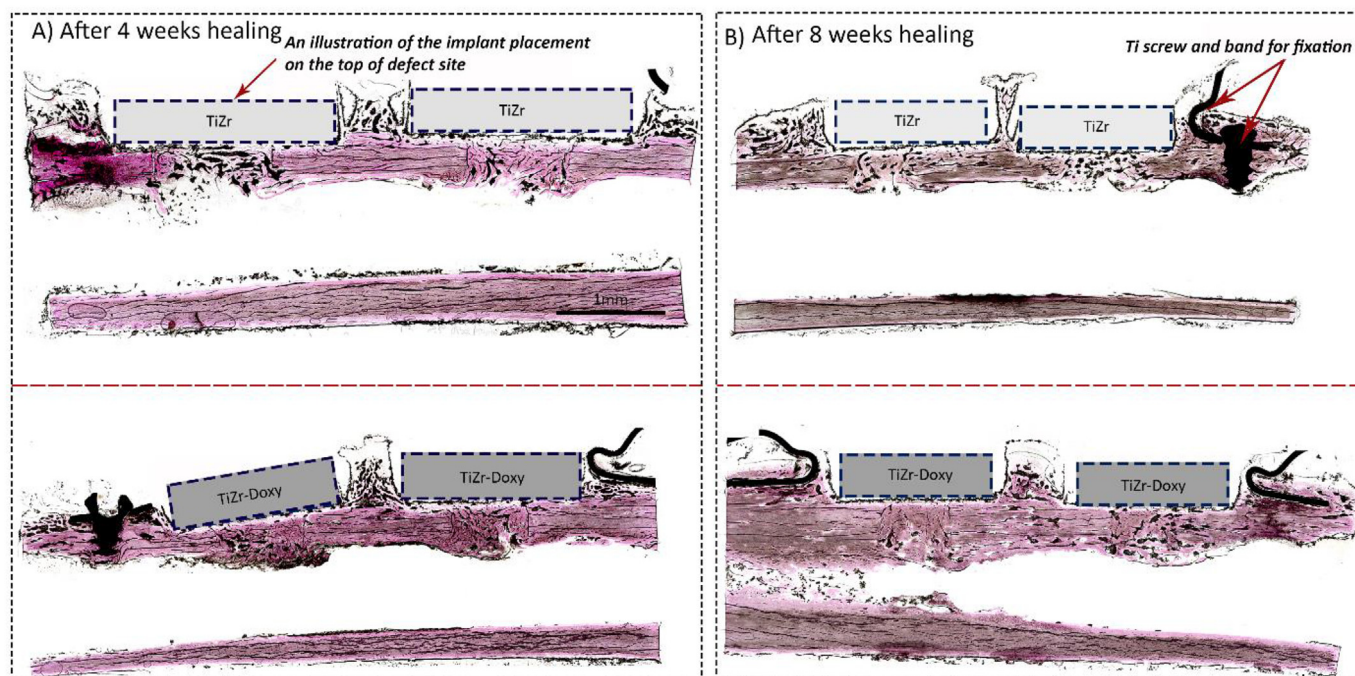 A) After 4 weeks healing
An illustration of the implant placement
on the top of defect site
TiZr
TiZr
1mm
B) After 8 weeks healing
Ti screw and band for fixation
TiZr
TiZr
TiZr-Doxy
TiZr-Doxy
TiZr-Doxy
TiZr-Doxy